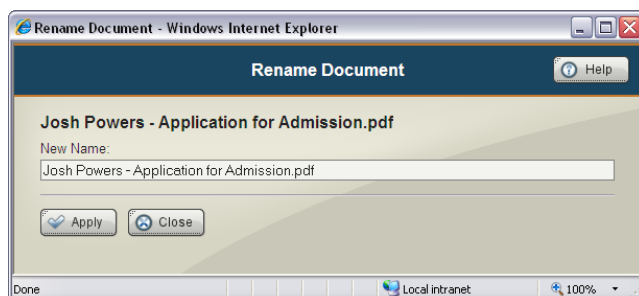 Rename Document - Windows Internet Explorer
Rename Document
Help
Josh Powers - Application for Admission.pdf
New Name:
Josh Powers - Application for Admission.pdf
Apply Close
Done Local intranet 100%